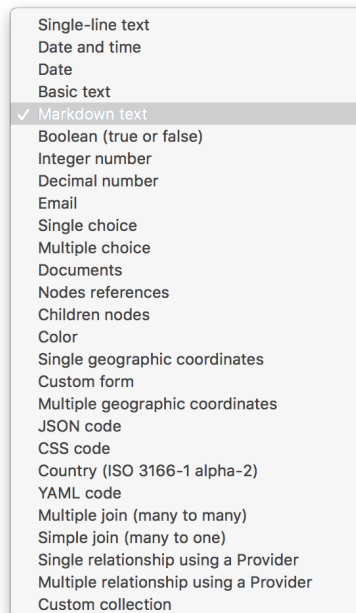 Single-line text
Date and time
Date
Basic text
✓ Markdown text
Boolean (true or false)
Integer number
Decimal number
Email
Single choice
Multiple choice
Documents
Nodes references
Children nodes
Color
Single geographic coordinates
Custom form
Multiple geographic coordinates
JSON code
CSS code
Country (ISO 3166-1 alpha-2)
YAML code
Multiple join (many to many)
Simple join (many to one)
Single relationship using a Provider
Multiple relationship using a Provider
Custom collection